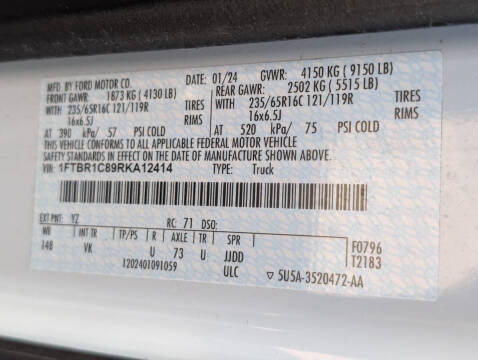 MFD. BY FORD MOTOR CO. 01/24 GVWR: 4150 KG ( 9150 LB)
FRONT GAWR: 1873 KG ( 4130 LB) REAR GAWR: 2502 KG ( 5515 LB)
WITH 235/65R16C 121/119R TIRES WITH 235/65R16C 121/119R TIRES
16x6.5J RIMS 16x6.5J RIMS
AT 390 kPa/ 57 PSI COLD AT 520 kPa/ 75 PSI COLD
THIS VEHICLE CONFORMS TO ALL APPLICABLE FEDERAL MOTOR VEHICLE
SAFETY STANDARDS IN EFFECT ON THE DATE OF MANUFACTURE SHOWN ABOVE.
VIN: 1FTBR1C89RKA12414 TYPE: Truck
EXT PNT: YZ RC: 71 DSO:
WB INT TR TP/PS R AXLE TR SPR F0796
148 VK U 73 U JJDD T2183
1202401091059 ULC ▽ 5U5A-3520472-AA